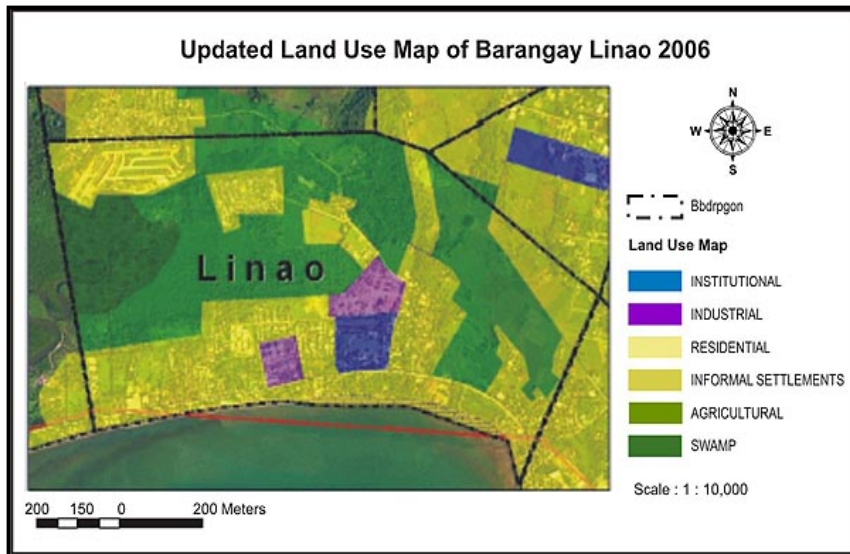 Updated Land Use Map of Barangay Linao 2006
N
W E
S
Bbdrpgon
Land Use Map
INSTITUTIONAL
INDUSTRIAL
RESIDENTIAL
INFORMAL SETTLEMENTS
AGRICULTURAL
SWAMP
Scale : 1 : 10,000
Linao
200 150 0 200 Meters